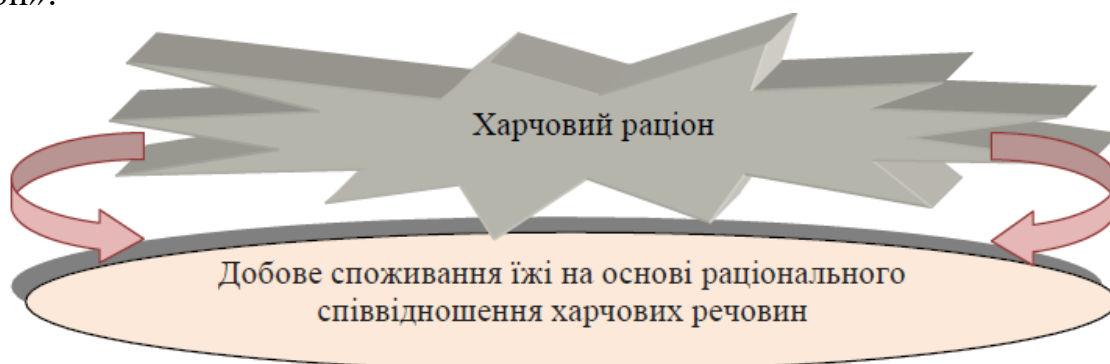 Харчовий раціон
Добове споживання їжі на основі раціонального
співвідношення харчових речовин